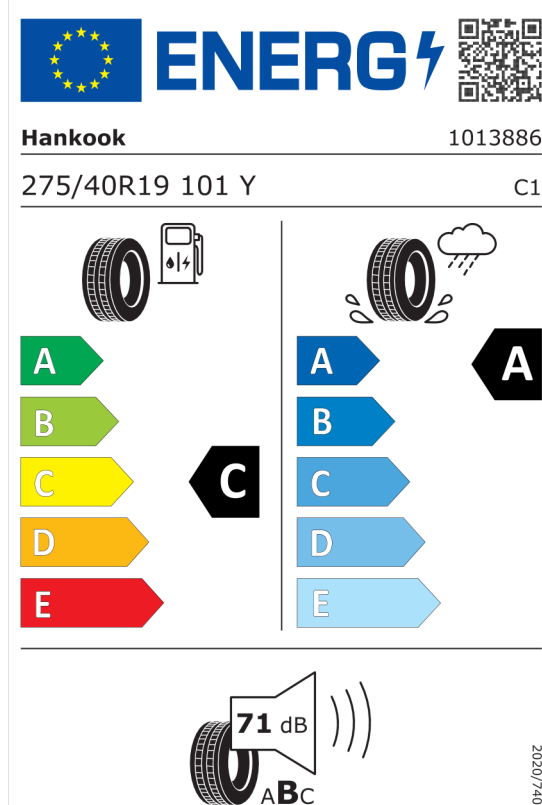 ENERG
Hankook 1013886
275/40R19 101 Y C1
A
B
C
D
E
C
A
B
C
D
E
A
71 dB
ABC
2020/740